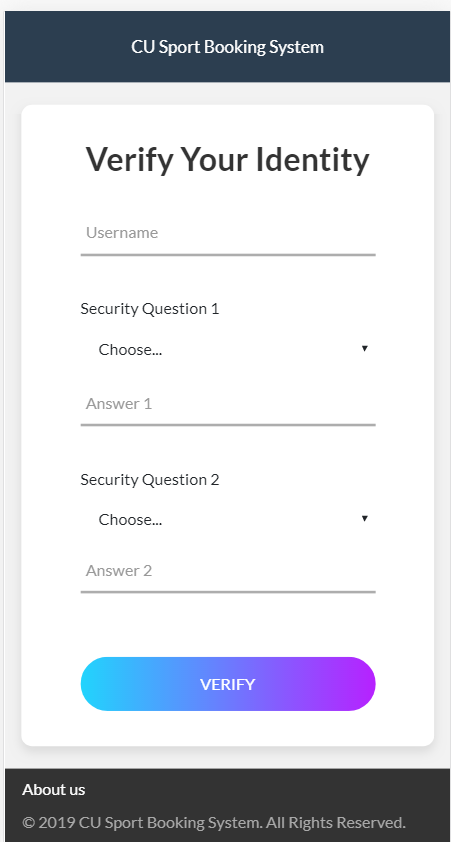 CU Sport Booking System
Verify Your Identity
Username
Security Question 1
Choose...
Answer 1
Security Question 2
Choose...
Answer 2
VERIFY
About us
© 2019 CU Sport Booking System. All Rights Reserved.